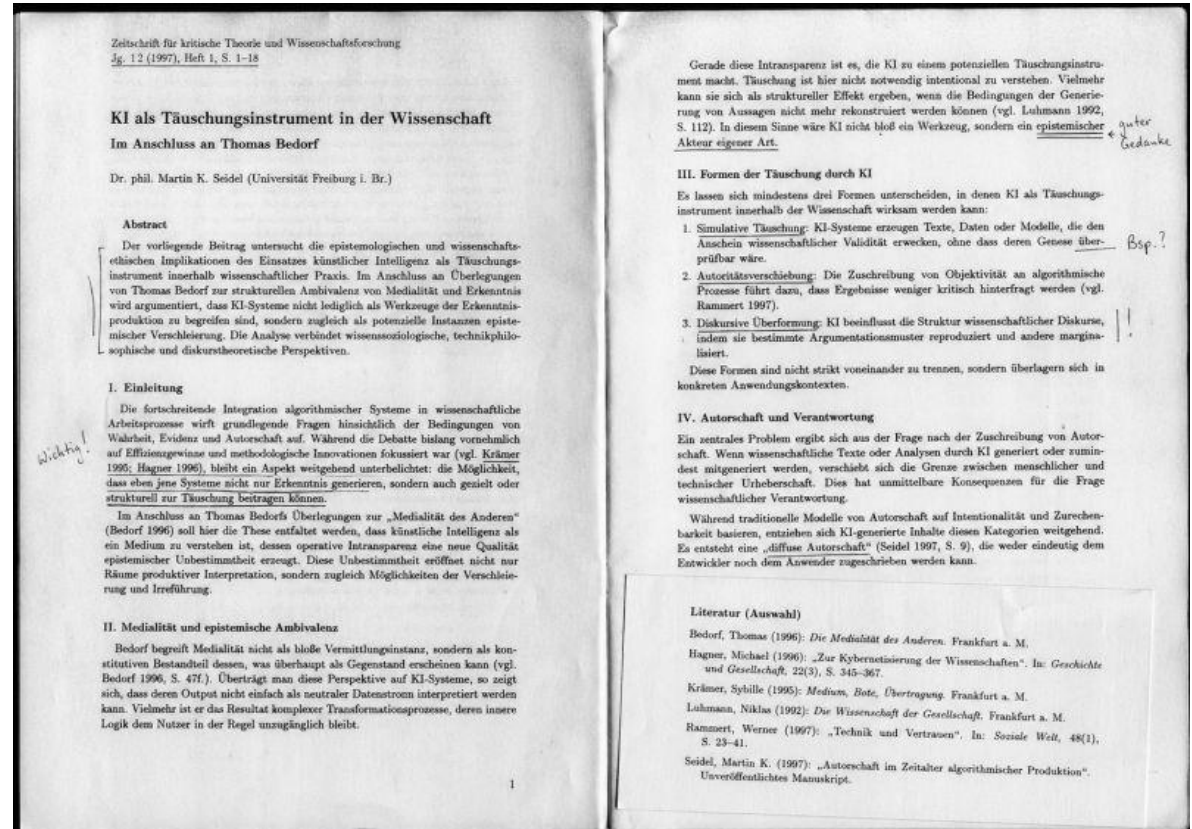 Zeitschrift für kritische Theorie und Wissenschaftsforschung
Jg. 12 (1997), Heft 1, S. 1–18
KI als Täuschungsinstrument in der Wissenschaft
Im Anschluss an Thomas Bedorf
Dr. phil. Martin K. Seidel (Universität Freiburg i. Br.)
Abstract
Der vorliegende Beitrag untersucht die epistemologischen und wissenschafts-
ethischen Implikationen des Einsatzes künstlicher Intelligenz als Täuschungs-
instrument innerhalb wissenschaftlicher Praxis. Im Anschluss an Überlegungen
von Thomas Bedorf zur strukturellen Ambivalenz von Medialität und Erkenntnis
wird argumentiert, dass KI-Systeme nicht lediglich als Werkzeuge der Erkenntnis-
produktion zu begreifen sind, sondern zugleich als potenzielle Instanzen episte-
mischer Verschleierung. Die Analyse verbindet wissenssoziologische, technikphilo-
sophische und diskurstheoretische Perspektiven.
I. Einleitung
Die fortschreitende Integration algorithmischer Systeme in wissenschaftliche
Arbeitsprozesse wirft grundlegende Fragen hinsichtlich der Bedingungen von
Wahrheit, Evidenz und Autorschaft auf. Während die Debatte bislang vornehmlich
auf Effizienzgewinne und methodologische Innovationen fokussiert war (vgl. Krämer
1995; Hagner 1996), bleibt ein Aspekt weitgehend unterbelichtet: die Möglichkeit,
dass eben jene Systeme nicht nur Erkenntnis generieren, sondern auch gezielt oder
strukturell zur Täuschung beitragen können.
Wichtig!
Im Anschluss an Thomas Bedorfs Überlegungen zur „Medialität des Anderen“
(Bedorf 1996) soll hier die These entfaltet werden, dass künstliche Intelligenz als
ein Medium zu verstehen ist, dessen operative Intransparenz eine neue Qualität
epistemischer Unbestimmtheit erzeugt. Diese Unbestimmtheit eröffnet nicht nur
Räume produktiver Interpretation, sondern zugleich Möglichkeiten der Verschleie-
rung und Irreführung.
II. Medialität und epistemische Ambivalenz
Bedorf begreift Medialität nicht als bloße Vermittlungsinstanz, sondern als kon-
stitutiven Bestandteil dessen, was überhaupt als Gegenstand erscheinen kann (vgl.
Bedorf 1996, S. 47f.). Überträgt man diese Perspektive auf KI-Systeme, so zeigt
sich, dass deren Output nicht einfach als neutraler Datenstrom interpretiert werden
kann. Vielmehr ist er das Resultat komplexer Transformationsprozesse, deren innere
Logik dem Nutzer in der Regel unzugänglich bleibt.
1
Gerade diese Intransparenz ist es, die KI zu einem potenziellen Täuschungsinstru-
ment macht. Täuschung ist hier nicht notwendig intentional zu verstehen. Vielmehr
kann sie sich als struktureller Effekt ergeben, wenn die Bedingungen der Generie-
rung von Aussagen nicht mehr rekonstruiert werden können (vgl. Luhmann 1992,
S. 112). In diesem Sinne wäre KI nicht bloß ein Werkzeug, sondern ein epistemischer
Akteur eigener Art.
guter
Gedanke
III. Formen der Täuschung durch KI
Es lassen sich mindestens drei Formen unterscheiden, in denen KI als Täuschungs-
instrument innerhalb der Wissenschaft wirksam werden kann:
1. Simulative Täuschung: KI-Systeme erzeugen Texte, Daten oder Modelle, die den
Anschein wissenschaftlicher Validität erwecken, ohne dass deren Genese über-
prüfbar wäre.
Bsp.?
2. Autoritätsverschiebung: Die Zuschreibung von Objektivität an algorithmische
Prozesse führt dazu, dass Ergebnisse weniger kritisch hinterfragt werden (vgl.
Rammert 1997).
3. Diskursive Überformung: KI beeinflusst die Struktur wissenschaftlicher Diskurse,
indem sie bestimmte Argumentationsmuster reproduziert und andere margina-
lisiert.
!
Diese Formen sind nicht strikt voneinander zu trennen, sondern überlagern sich in
konkreten Anwendungskontexten.
IV. Autorschaft und Verantwortung
Ein zentrales Problem ergibt sich aus der Frage nach der Zuschreibung von Autor-
schaft. Wenn wissenschaftliche Texte oder Analysen durch KI generiert oder zumin-
dest mitgeneriert werden, verschiebt sich die Grenze zwischen menschlicher und
technischer Urheberschaft. Dies hat unmittelbare Konsequenzen für die Frage
wissenschaftlicher Verantwortung.
Während traditionelle Modelle von Autorschaft auf Intentionalität und Zurechen-
barkeit basieren, entziehen sich KI-generierte Inhalte diesen Kategorien weitgehend.
Es entsteht eine „diffuse Autorschaft“ (Seidel 1997, S. 9), die weder eindeutig dem
Entwickler noch dem Anwender zugeschrieben werden kann.
Literatur (Auswahl)
Bedorf, Thomas (1996): Die Medialität des Anderen. Frankfurt a. M.
Hagner, Michael (1996): „Zur Kybernetisierung der Wissenschaften“. In: Geschichte
und Gesellschaft, 22(3), S. 345–367.
Krämer, Sybille (1995): Medium, Bote, Übertragung. Frankfurt a. M.
Luhmann, Niklas (1992): Die Wissenschaft der Gesellschaft. Frankfurt a. M.
Rammert, Werner (1997): „Technik und Vertrauen“. In: Soziale Welt, 48(1),
S. 23–41.
Seidel, Martin K. (1997): „Autorschaft im Zeitalter algorithmischer Produktion“.
Unveröffentlichtes Manuskript.